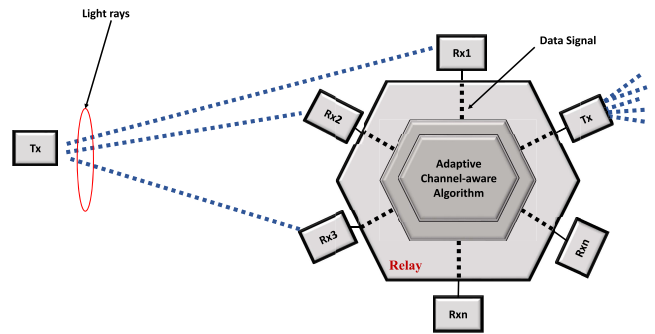 Light rays
Rx1
Data Signal
Rx2
Tx
Tx
Adaptive
Channel-aware
Algorithm
Rx3
Rxn
Relay
Rxn